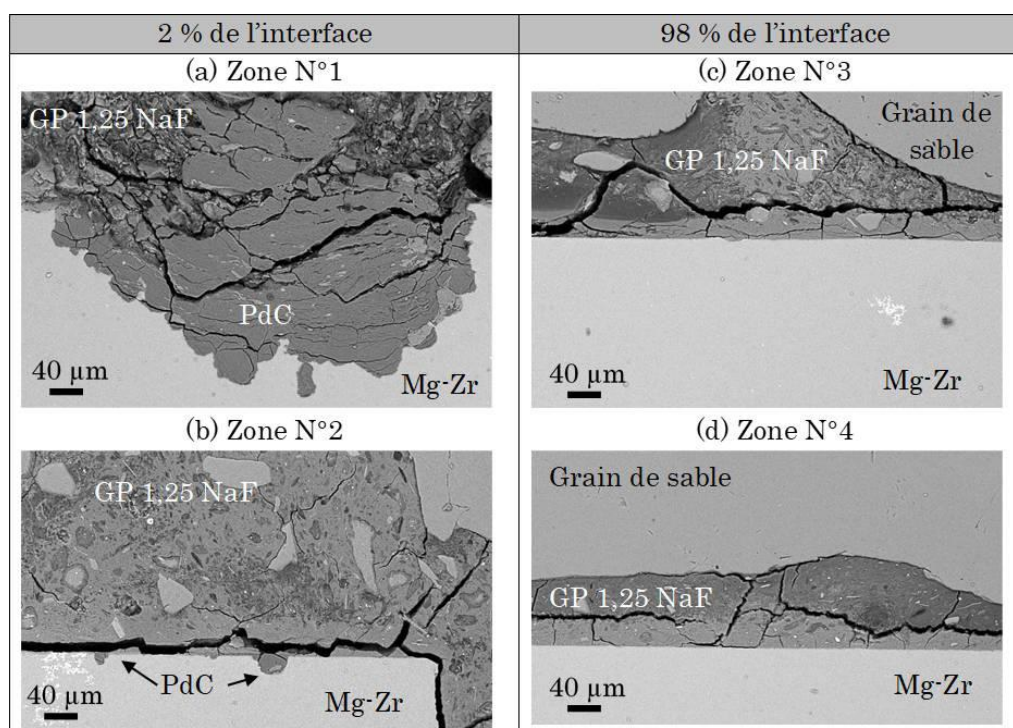 2 % de l’interface
98 % de l’interface
(a) Zone N°1
GP 1,25 NaF
PdC
40 µm
Mg-Zr
(b) Zone N°2
GP 1,25 NaF
PdC
40 µm
Mg-Zr
(c) Zone N°3
Grain de
sable
GP 1,25 NaF
40 µm
Mg-Zr
(d) Zone N°4
Grain de sable
GP 1,25 NaF
40 µm
Mg-Zr